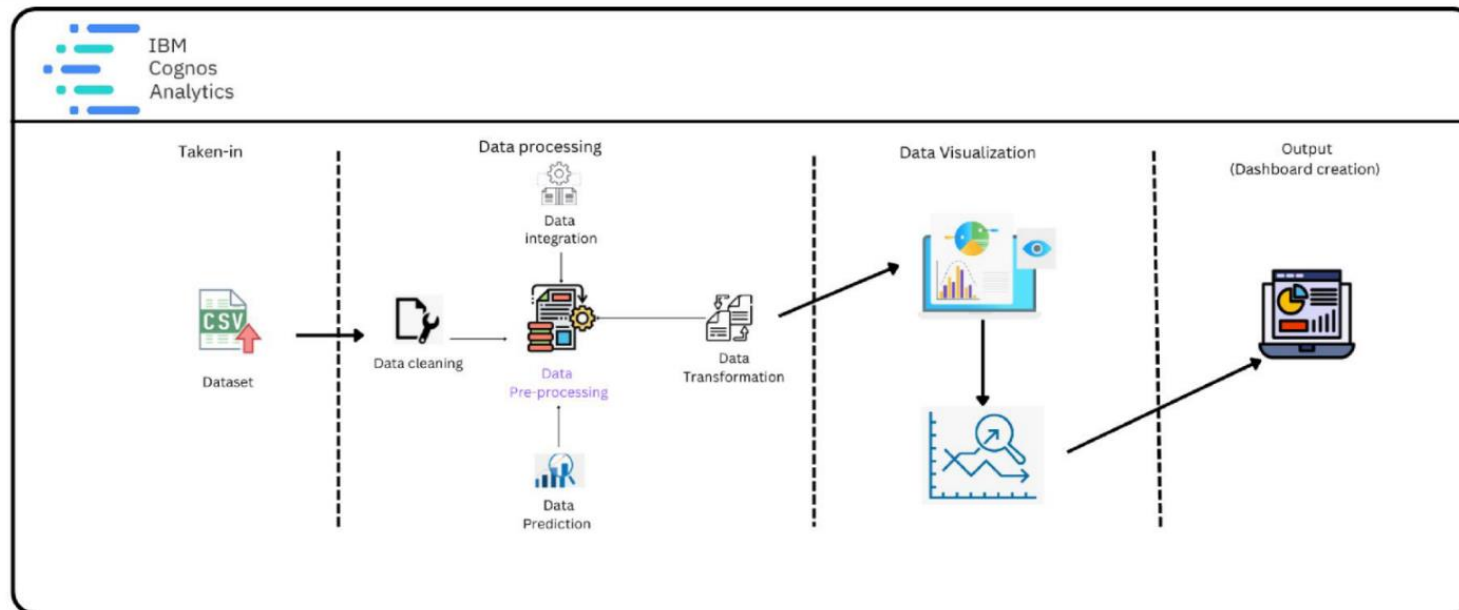 IBM
Cognos
Analytics
Taken-in
Data processing
Data Visualization
Output
(Dashboard creation)
Data
integration
CSV
Dataset
Data cleaning
Data
Pre-processing
Data
Transformation
Data
Prediction